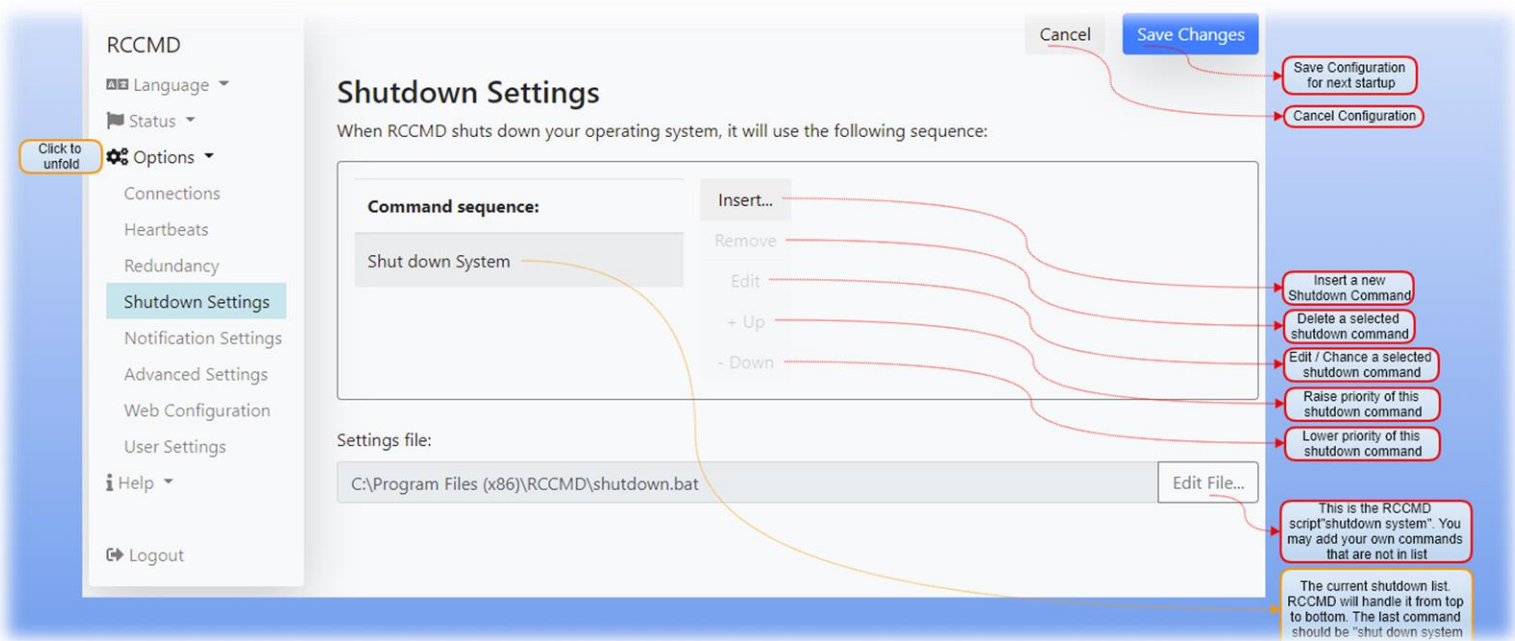 RCCMD
Language
Status
Click to
unfold
Options
Connections
Heartbeats
Redundancy
Shutdown Settings
Notification Settings
Advanced Settings
Web Configuration
User Settings
Help
Logout
Cancel
Save Changes
Shutdown Settings
When RCCMD shuts down your operating system, it will use the following sequence:
Command sequence:
Shut down System
Insert...
Remove
Edit
+ Up
- Down
Settings file:
C:\Program Files (x86)\RCCMD\shutdown.bat
Edit File...
Save Configuration
for next startup
Cancel Configuration
Insert a new
Shutdown Command
Delete a selected
shutdown command
Edit / Chance a selected
shutdown command
Raise priority of this
shutdown command
Lower priority of this
shutdown command
This is the RCCMD
script"shutdown system". You
may add your own commands
that are not in list
The current shutdown list.
RCCMD will handle it from top
to bottom. The last command
should be "shut down system